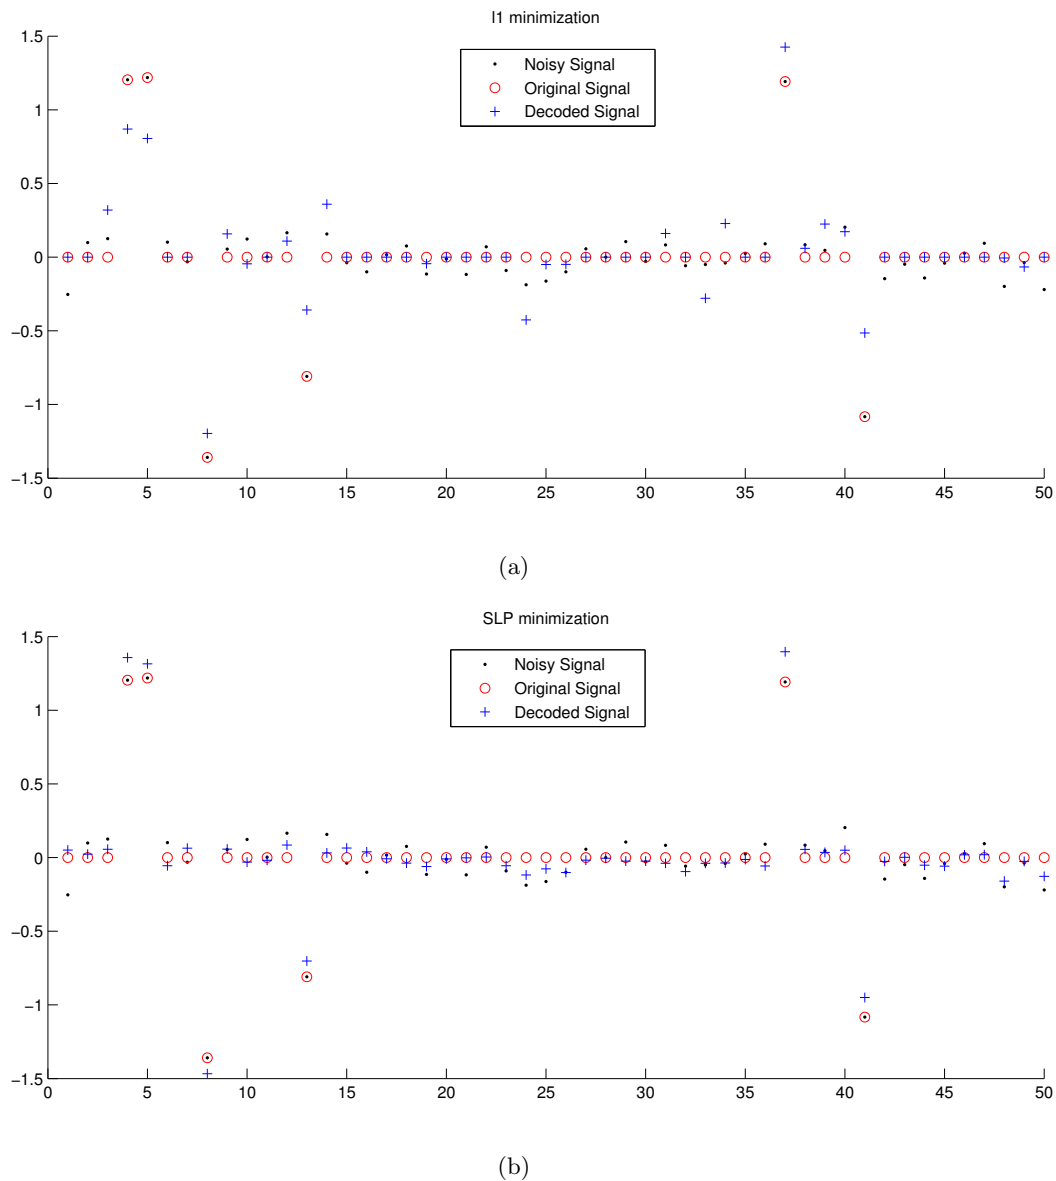 l1 minimization
1.5
1
0.5
0
−0.5
−1
−1.5
Noisy Signal
Original Signal
Decoded Signal
0 5 10 15 20 25 30 35 40 45 50
(a)
SLP minimization
1.5
1
0.5
0
−0.5
−1
−1.5
Noisy Signal
Original Signal
Decoded Signal
0 5 10 15 20 25 30 35 40 45 50
(b)